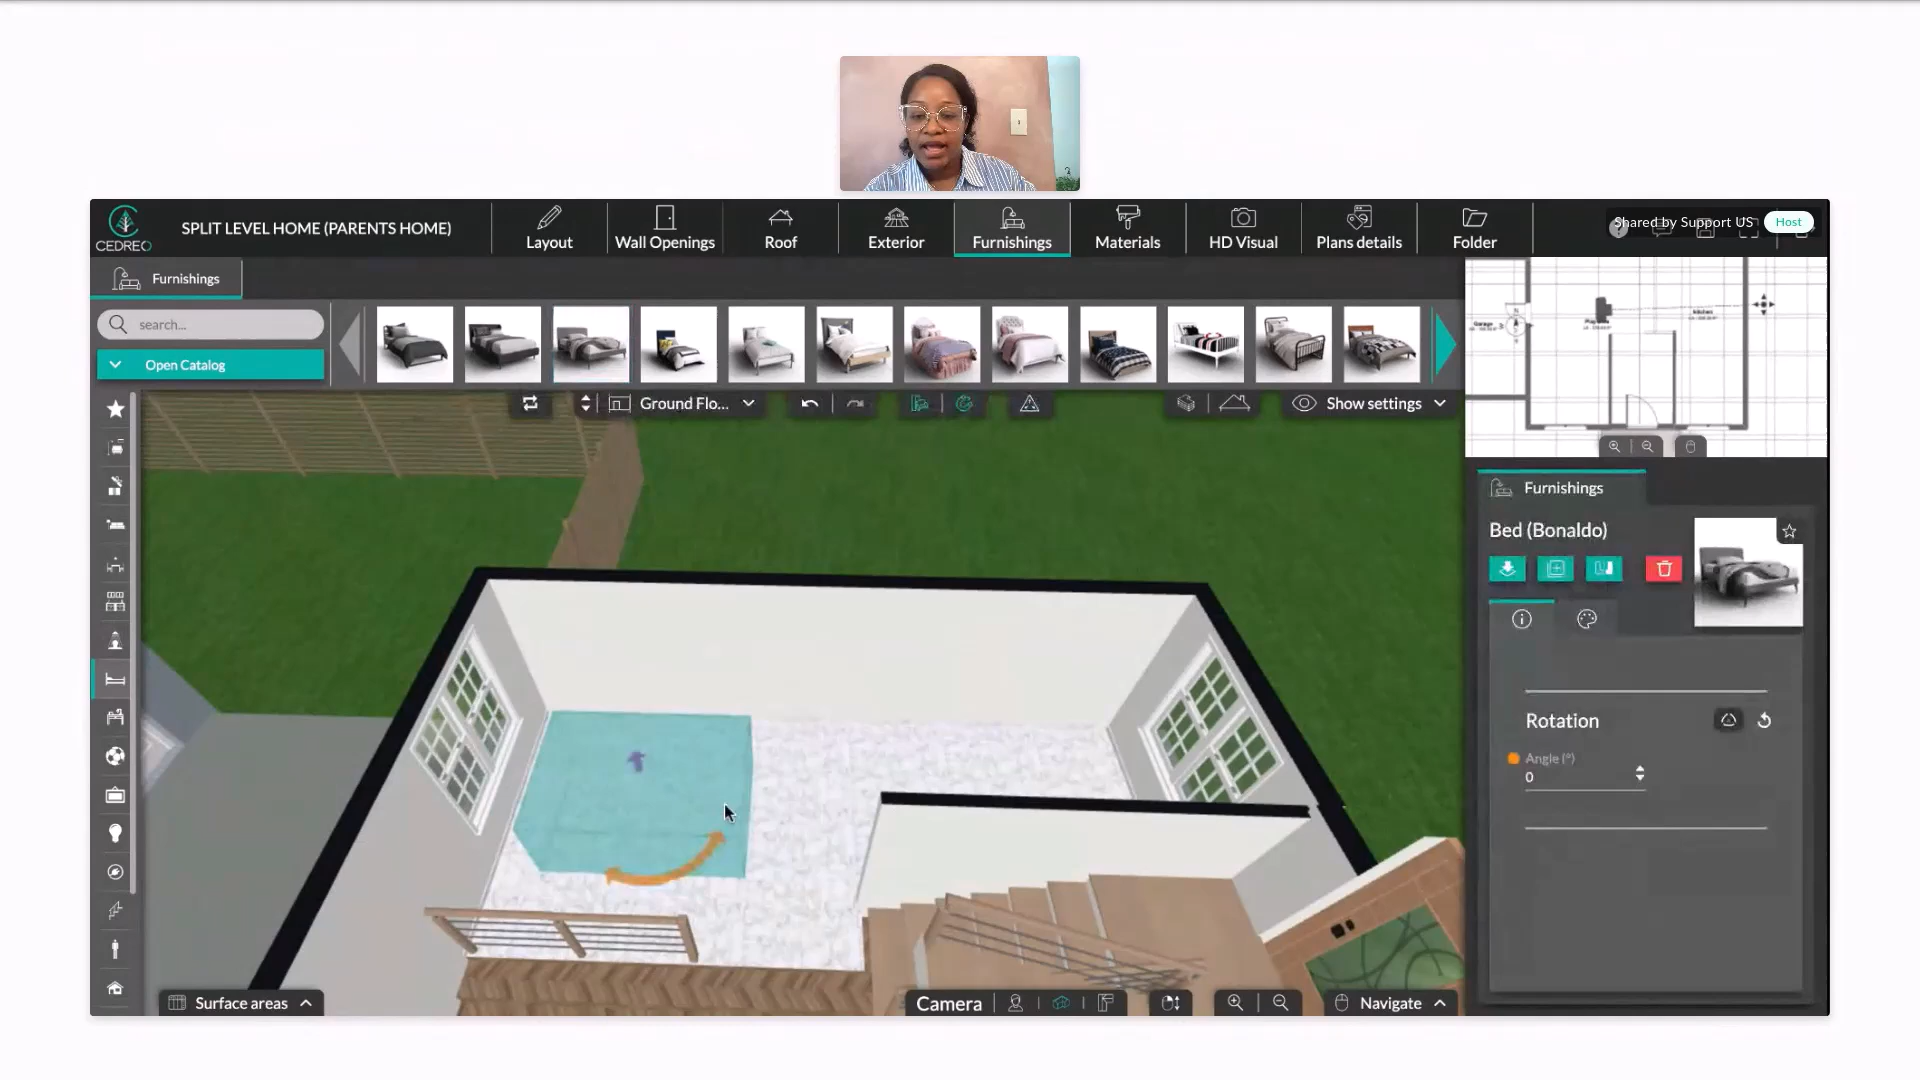 CEDREO
SPLIT LEVEL HOME (PARENTS HOME)
Layout
Wall Openings
Roof
Exterior
Furnishings
Materials
HD Visual
Plans details
Folder
Shared by Support US
Host
Furnishings
search...
Open Catalog
Ground Flo...
Show settings
Garage
Kitchen
Furnishings
Bed (Bonaldo)
Rotation
Angle (°)
0
Surface areas
Camera
Navigate